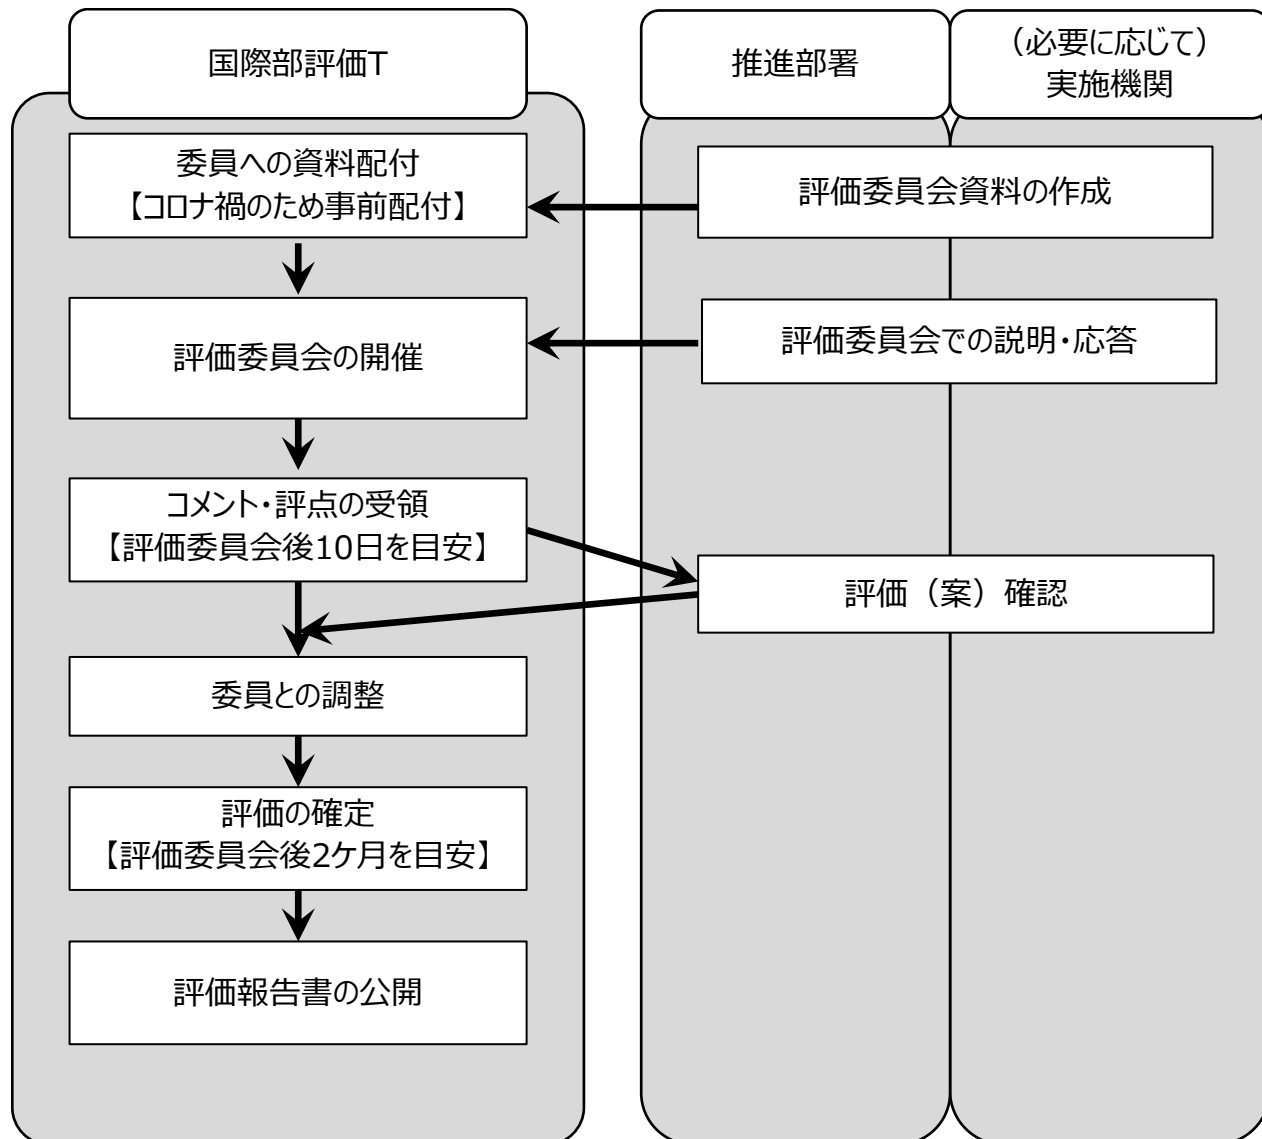 国際部評価T
推進部署
（必要に応じて）
実施機関
委員への資料配付
【コロナ禍のため事前配付】
評価委員会資料の作成
評価委員会の開催
評価委員会での説明・応答
コメント・評点の受領
【評価委員会後10日を目安】
評価（案）確認
委員との調整
評価の確定
【評価委員会後2ケ月を目安】
評価報告書の公開